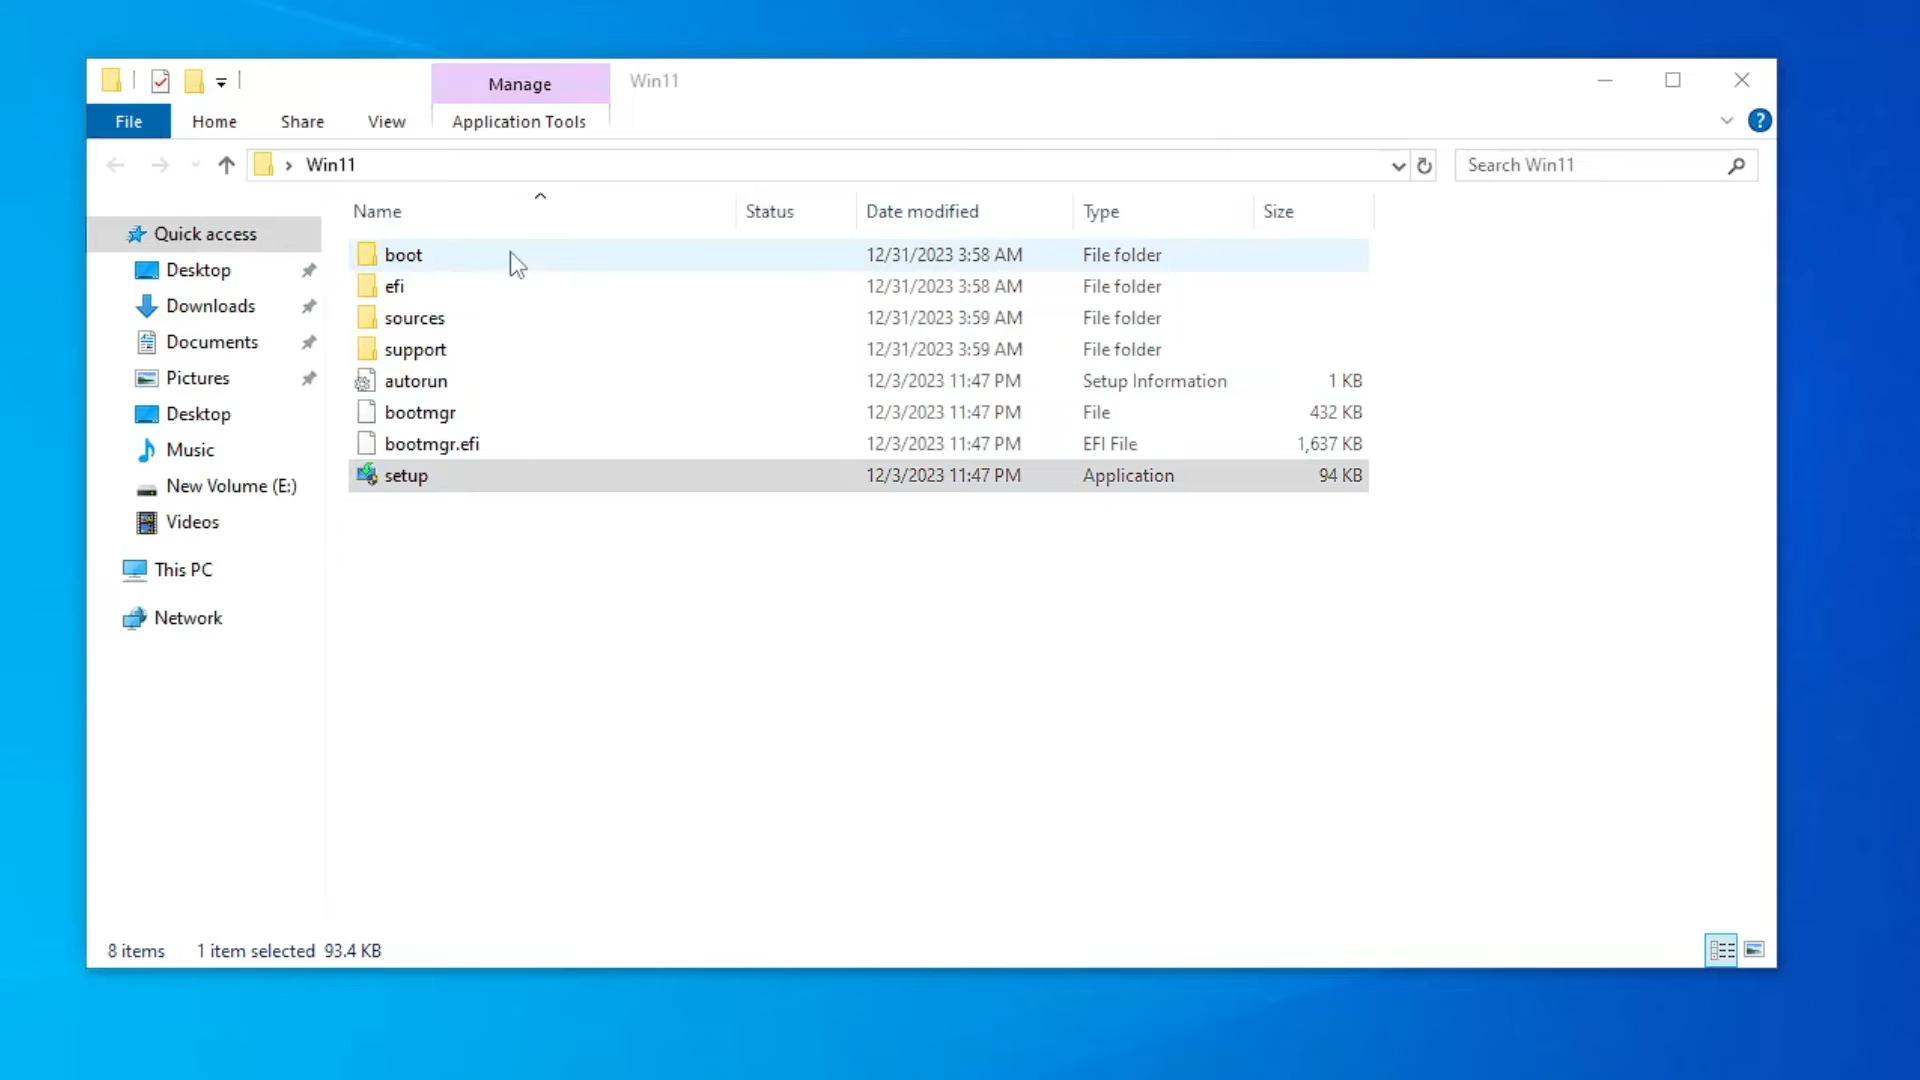 Manage
Win11
File
Home
Share
View
Application Tools
?
Win11
Search Win11
Name
Status
Date modified
Type
Size
Quick access
Desktop
Downloads
Documents
Pictures
Desktop
Music
New Volume (E:)
Videos
This PC
Network
boot 12/31/2023 3:58 AM File folder
efi 12/31/2023 3:58 AM File folder
sources 12/31/2023 3:59 AM File folder
support 12/31/2023 3:59 AM File folder
autorun 12/3/2023 11:47 PM Setup Information 1 KB
bootmgr 12/3/2023 11:47 PM File 432 KB
bootmgr.efi 12/3/2023 11:47 PM EFI File 1,637 KB
setup 12/3/2023 11:47 PM Application 94 KB
8 items 1 item selected 93.4 KB